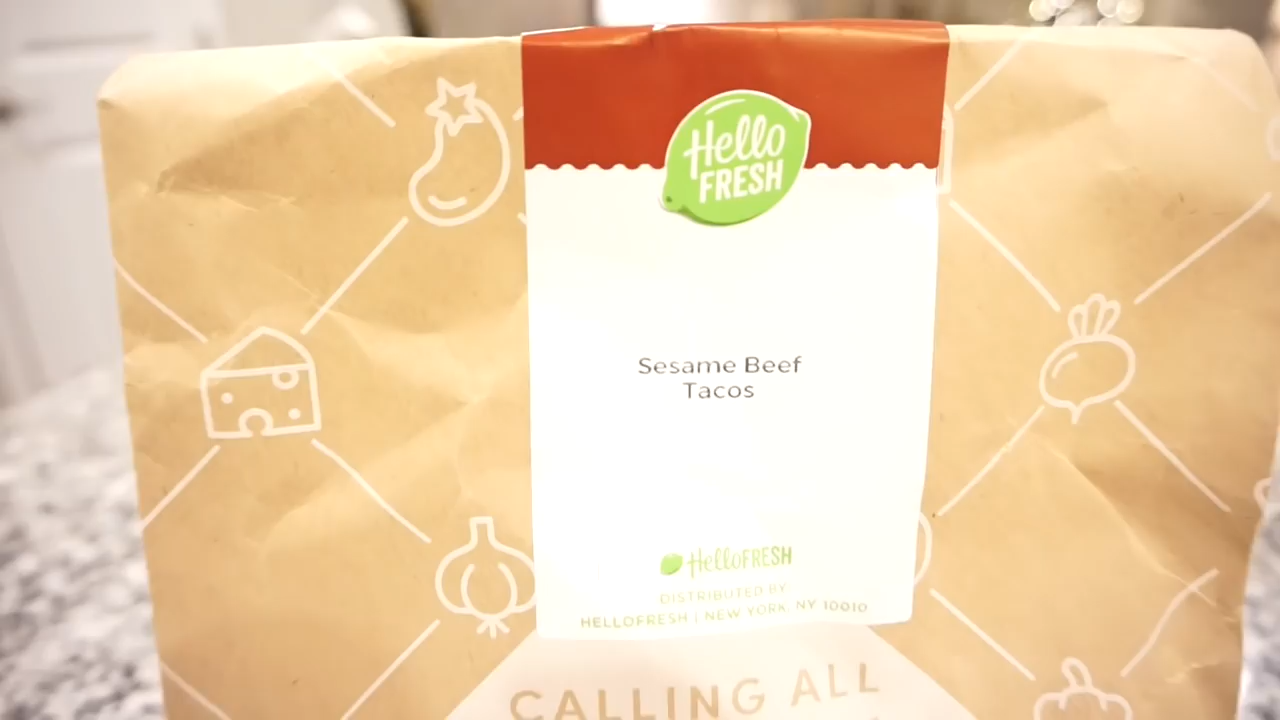 Hello
FRESH
Sesame Beef
Tacos
HelloFRESH
DISTRIBUTED BY:
HELLOFRESH | NEW YORK, NY 10010
CALLING ALL